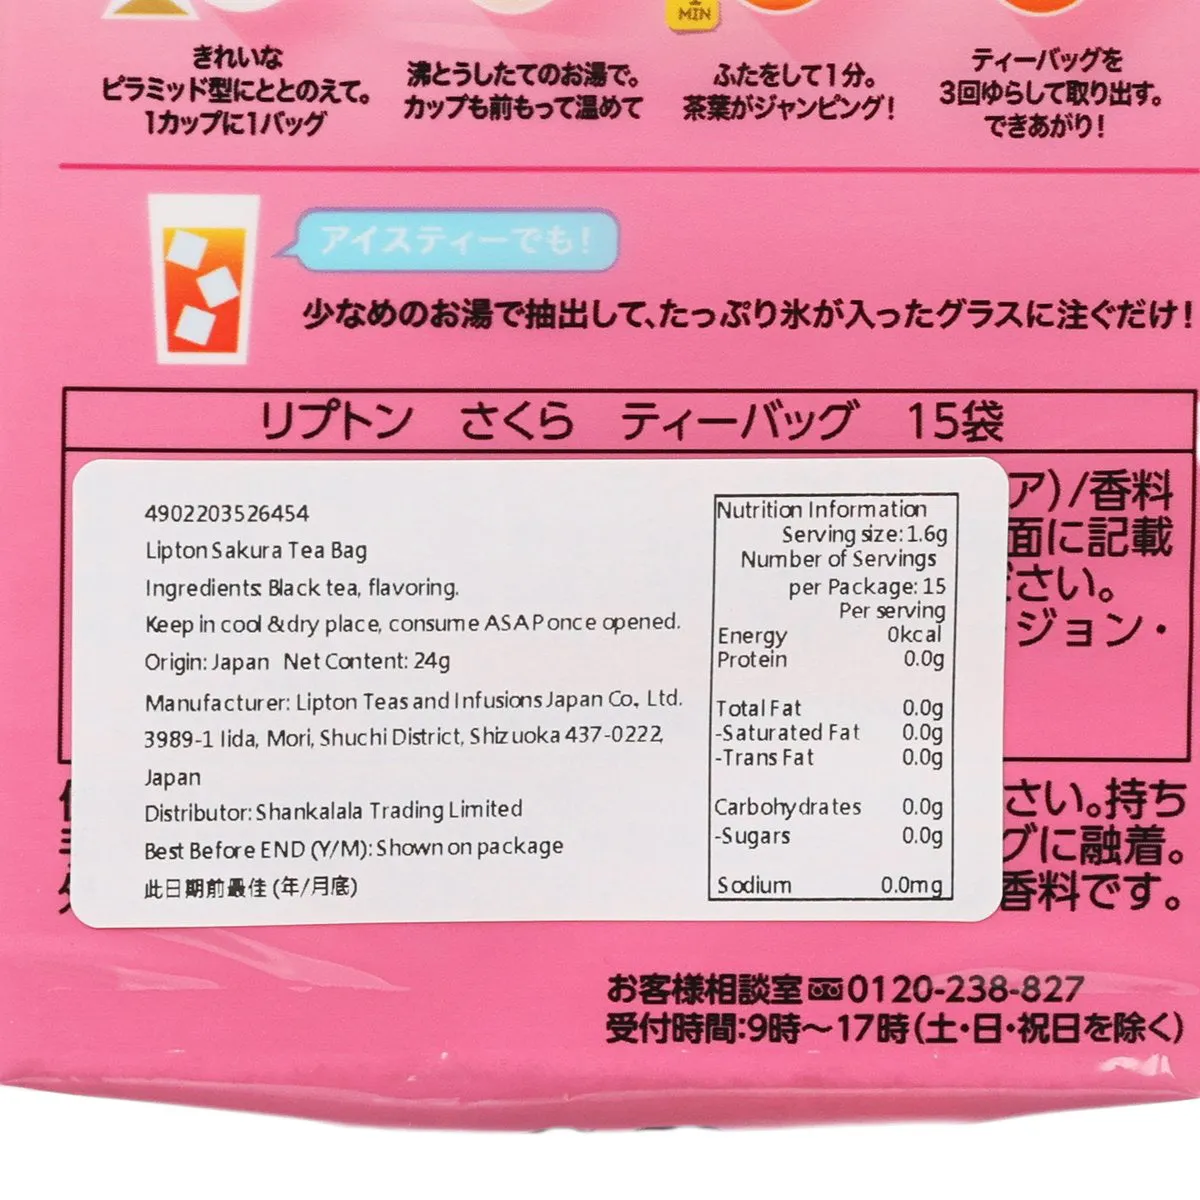 1
MIN
きれいな
ピラミッド型にととのえて。
1カップに1バッグ
沸とうしたてのお湯で。
カップも前もって温めて
ふたをして1分。
茶葉がジャンピング!
ティーバッグを
3回ゆらして取り出す。
できあがり!
アイスティーでも!
少なめのお湯で抽出して、たっぷり氷が入ったグラスに注ぐだけ!
リプトン さくら ティーバッグ 15袋
4902203526454
Lipton Sakura Tea Bag
Ingredients: Black tea, flavoring.
Keep in cool & dry place, consume ASAP once opened.
Origin: Japan Net Content: 24g
Manufacturer: Lipton Teas and Infusions Japan Co., Ltd.
3989-1 Iida, Mori, Shuchi District, Shizuoka 437-0222,
Japan
Distributor: Shankalala Trading Limited
Best Before END (Y/M): Shown on package
此日期前最佳 (年/月底)
Nutrition Information
Serving size: 1.6g
Number of Servings
per Package: 15
Per serving
Energy 0kcal
Protein 0.0g
Total Fat 0.0g
-Saturated Fat 0.0g
-Trans Fat 0.0g
Carbohydrates 0.0g
-Sugars 0.0g
Sodium 0.0mg
ア)/香料
面に記載
ださい。
ジョン・
さい。持ち
グに融着。
香料です。
お客様相談室 0120-238-827
受付時間:9時〜17時(土・日・祝日を除く)